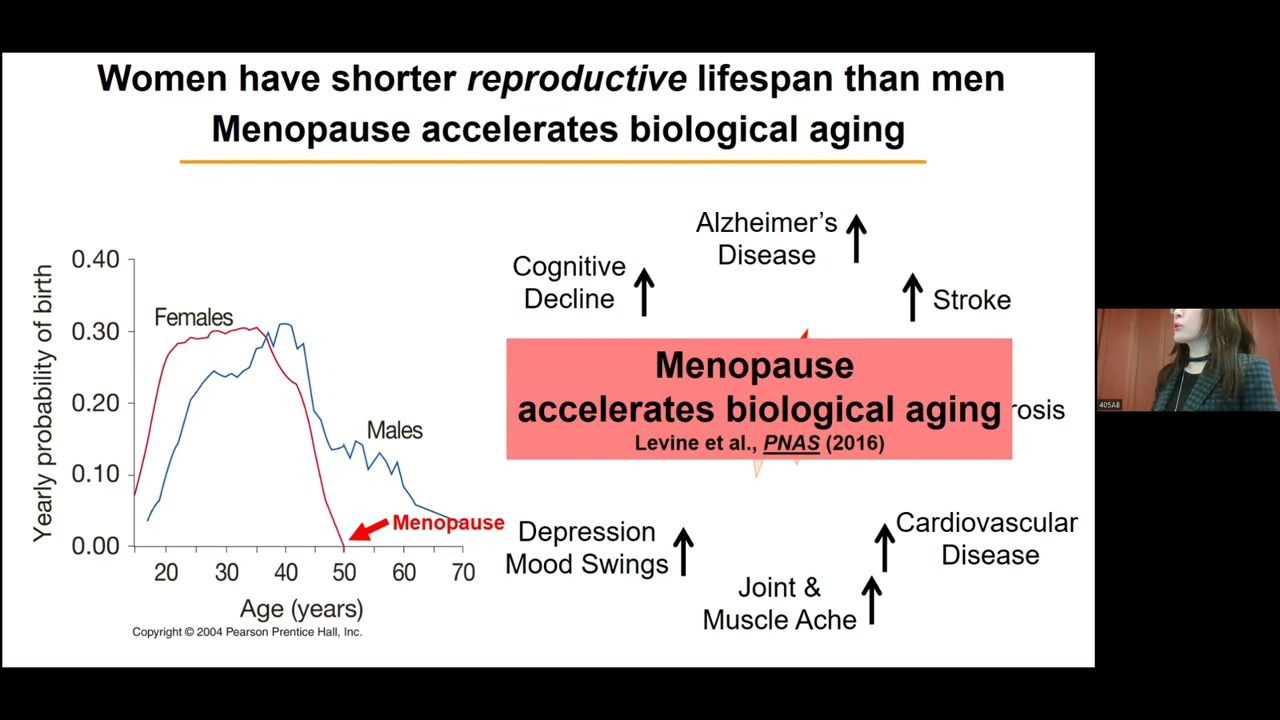 Women have shorter reproductive lifespan than men
Menopause accelerates biological aging
Yearly probability of birth
0.40
0.30
0.20
0.10
0.00
Females
Males
Menopause
20 30 40 50 60 70
Age (years)
Copyright © 2004 Pearson Prentice Hall, Inc.
Alzheimer’s
Disease
Cognitive
Decline
Stroke
Menopause
accelerates biological aging
Levine et al., PNAS (2016)
rosis
Depression
Mood Swings
Cardiovascular
Disease
Joint &
Muscle Ache
405AB